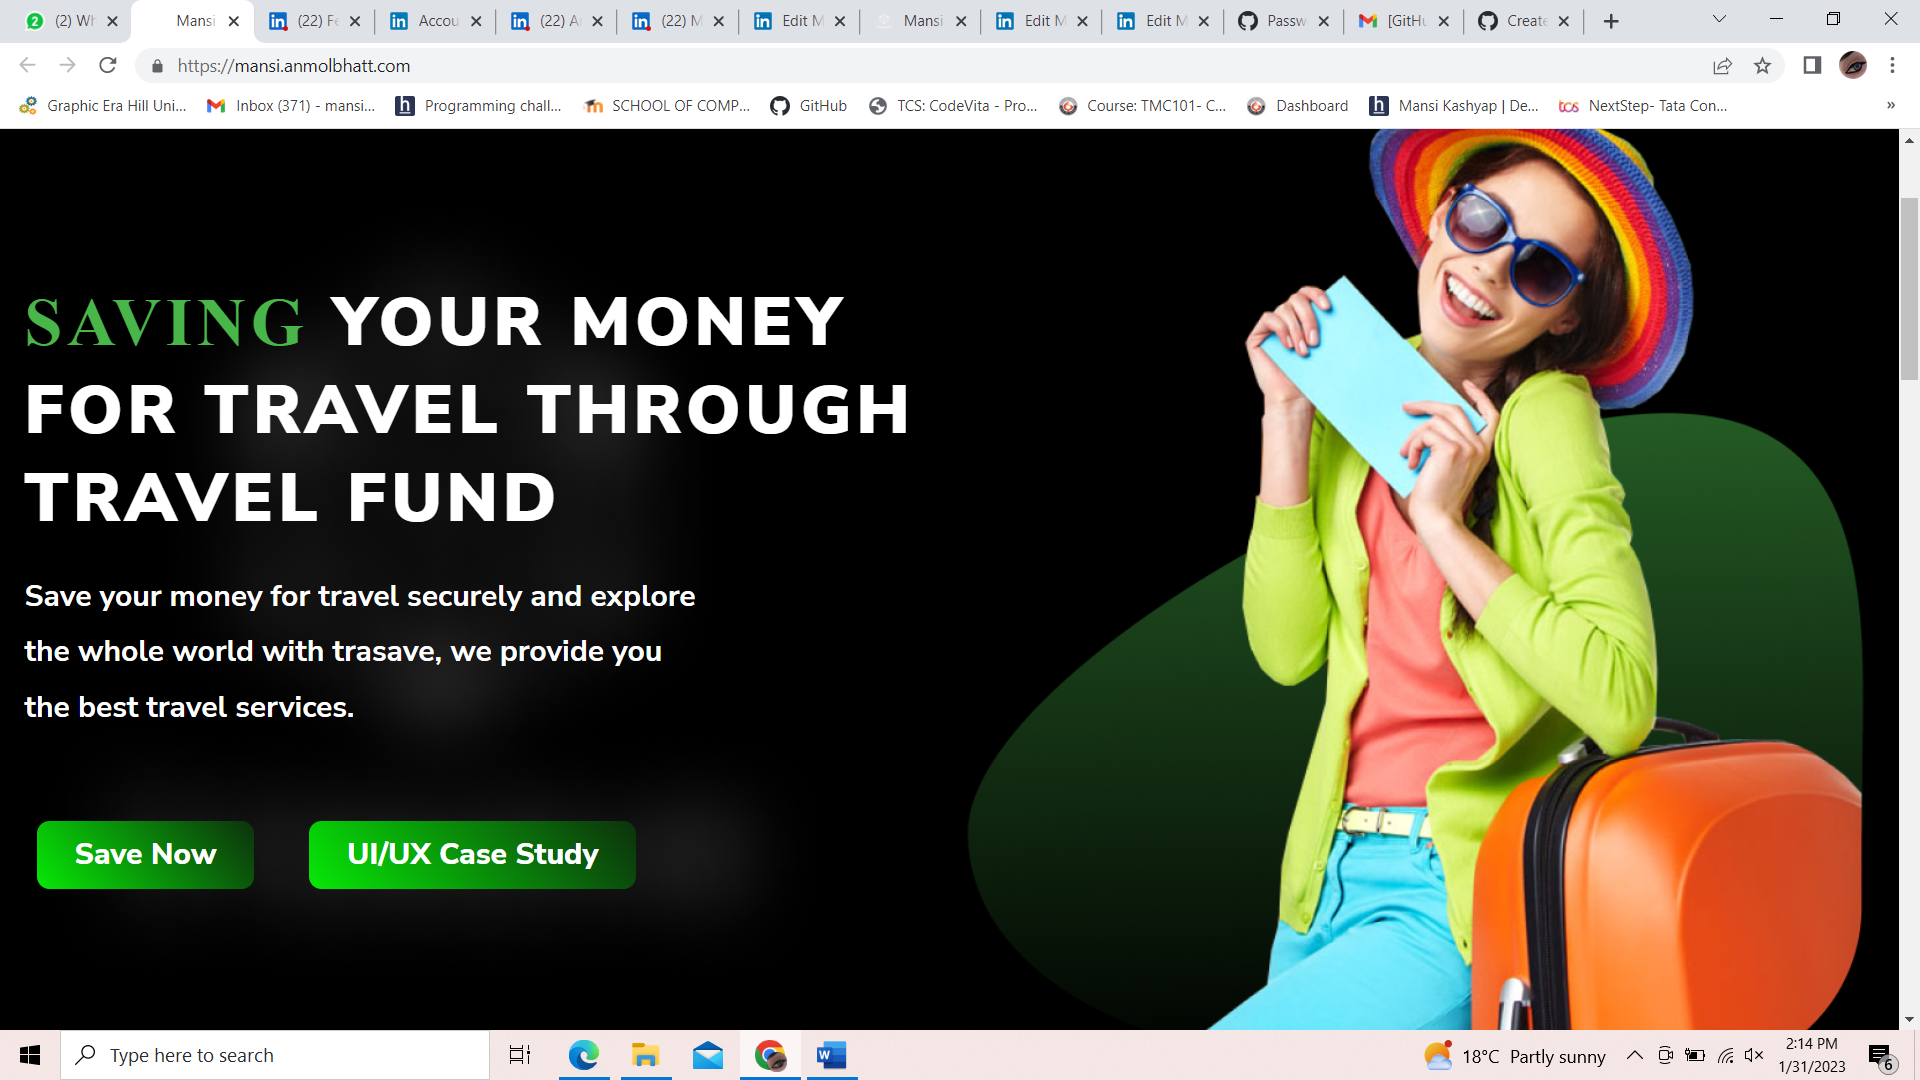 (2) Wh
Mansi
(22) Fe
Accou
(22) A
(22) M
Edit M
Mansi
Edit M
Edit M
Passw
[GitHu
Create
https://mansi.anmolbhatt.com
Graphic Era Hill Uni...
Inbox (371) - mansi...
Programming chall...
SCHOOL OF COMP...
GitHub
TCS: CodeVita - Pro...
Course: TMC101- C...
Dashboard
Mansi Kashyap | De...
NextStep- Tata Con...
SAVING YOUR MONEY
FOR TRAVEL THROUGH
TRAVEL FUND
Save your money for travel securely and explore
the whole world with trasave, we provide you
the best travel services.
Save Now
UI/UX Case Study
Type here to search
18°C Partly sunny
2:14 PM
1/31/2023
6